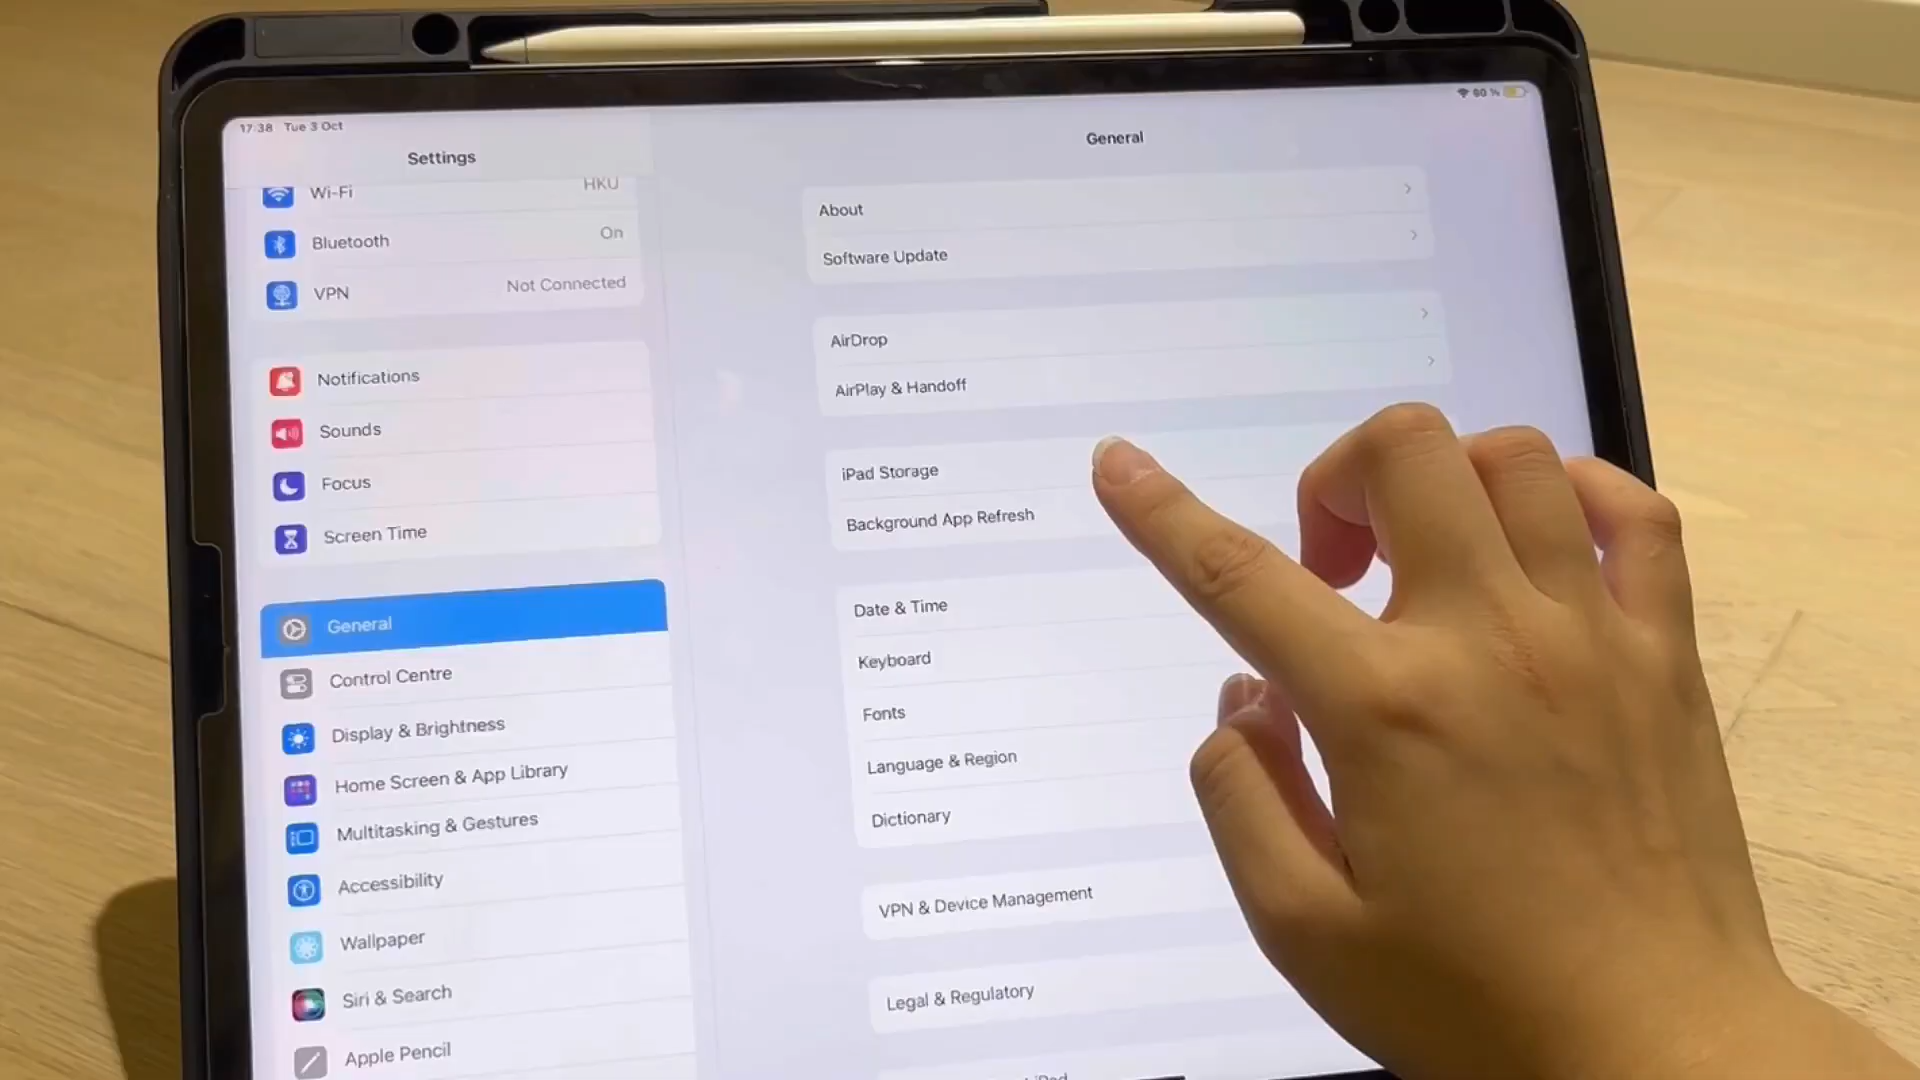 17:38 Tue 3 Oct
60 %
Settings
Wi-Fi HKU
Bluetooth On
VPN Not Connected
Notifications
Sounds
Focus
Screen Time
General
Control Centre
Display & Brightness
Home Screen & App Library
Multitasking & Gestures
Accessibility
Wallpaper
Siri & Search
Apple Pencil
General
About
Software Update
AirDrop
AirPlay & Handoff
iPad Storage
Background App Refresh
Date & Time
Keyboard
Fonts
Language & Region
Dictionary
VPN & Device Management
Legal & Regulatory
iPad